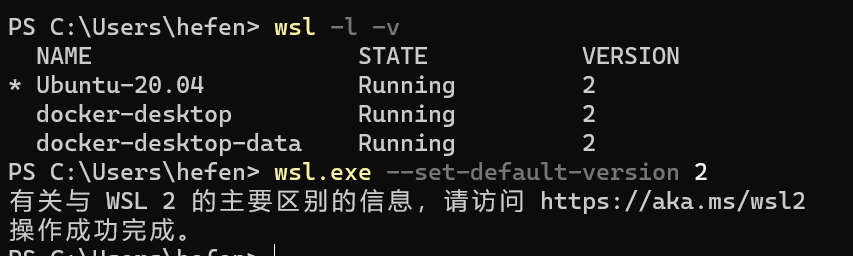 PS C:\Users\hefen> wsl -l -v
  NAME                   STATE           VERSION
* Ubuntu-20.04           Running         2
  docker-desktop         Running         2
  docker-desktop-data    Running         2
PS C:\Users\hefen> wsl.exe --set-default-version 2
有关与 WSL 2 的主要区别的信息，请访问 https://aka.ms/wsl2
操作成功完成。
PS C:\Users\hefen>